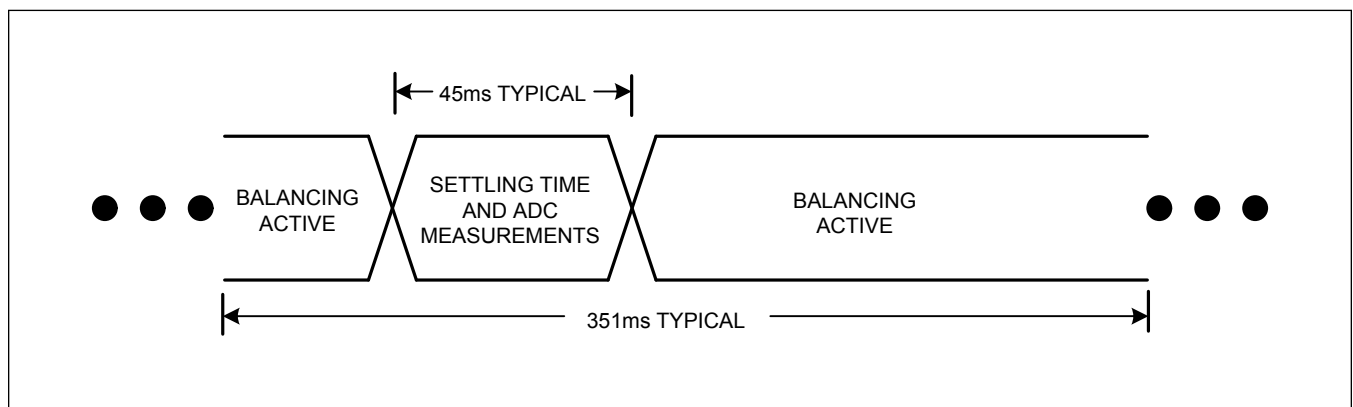 45ms TYPICAL
BALANCING
ACTIVE
SETTLING TIME
AND ADC
MEASUREMENTS
BALANCING
ACTIVE
351ms TYPICAL